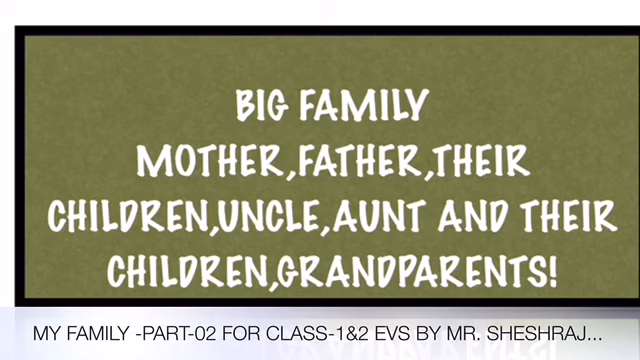 BIG FAMILY
MOTHER,FATHER,THEIR
CHILDREN,UNCLE,AUNT AND THEIR
CHILDREN,GRANDPARENTS!
MY FAMILY -PART-02 FOR CLASS-1&2 EVS BY MR. SHESHRAJ...